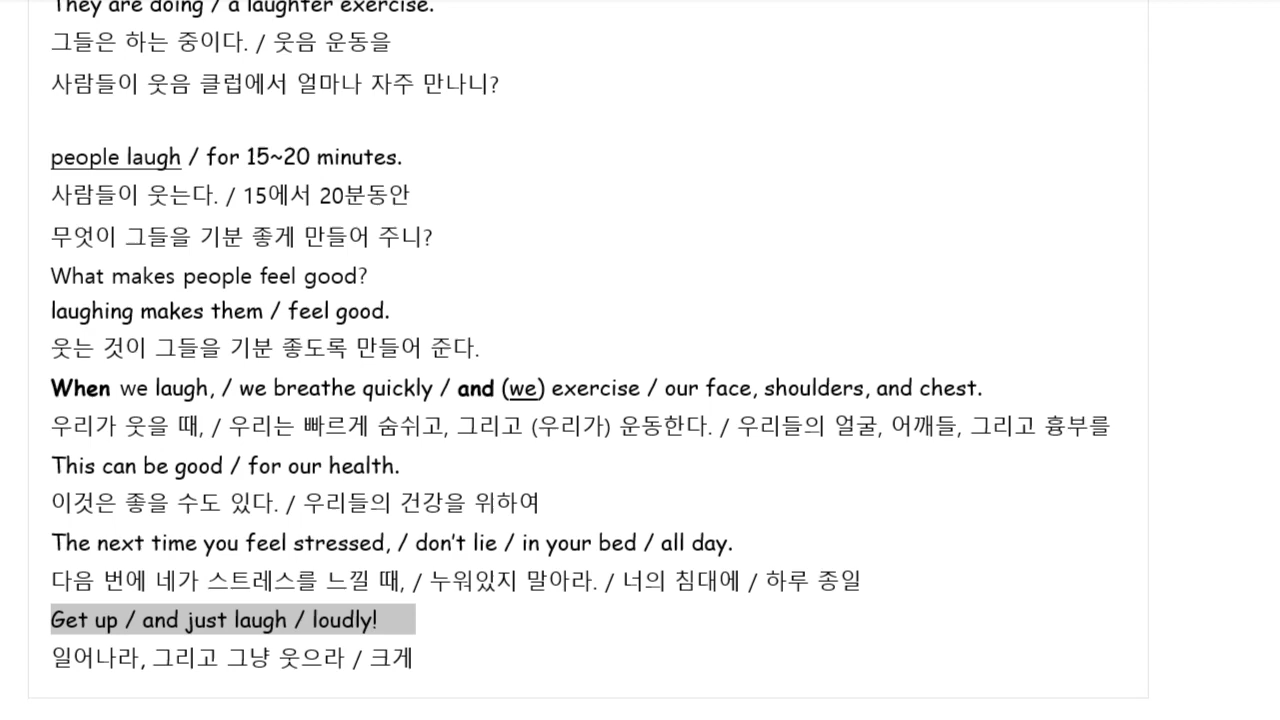 They are doing / a laughter exercise.
그들은 하는 중이다. / 웃음 운동을
사람들이 웃음 클럽에서 얼마나 자주 만나니?
people laugh / for 15~20 minutes.
사람들이 웃는다. / 15에서 20분동안
무엇이 그들을 기분 좋게 만들어 주니?
What makes people feel good?
laughing makes them / feel good.
웃는 것이 그들을 기분 좋도록 만들어 준다.
When we laugh, / we breathe quickly / and (we) exercise / our face, shoulders, and chest.
우리가 웃을 때, / 우리는 빠르게 숨쉬고, 그리고 (우리가) 운동한다. / 우리들의 얼굴, 어깨들, 그리고 흉부를
This can be good / for our health.
이것은 좋을 수도 있다. / 우리들의 건강을 위하여
The next time you feel stressed, / don't lie / in your bed / all day.
다음 번에 네가 스트레스를 느낄 때, / 누워있지 말아라. / 너의 침대에 / 하루 종일
Get up / and just laugh / loudly!
일어나라, 그리고 그냥 웃으라 / 크게